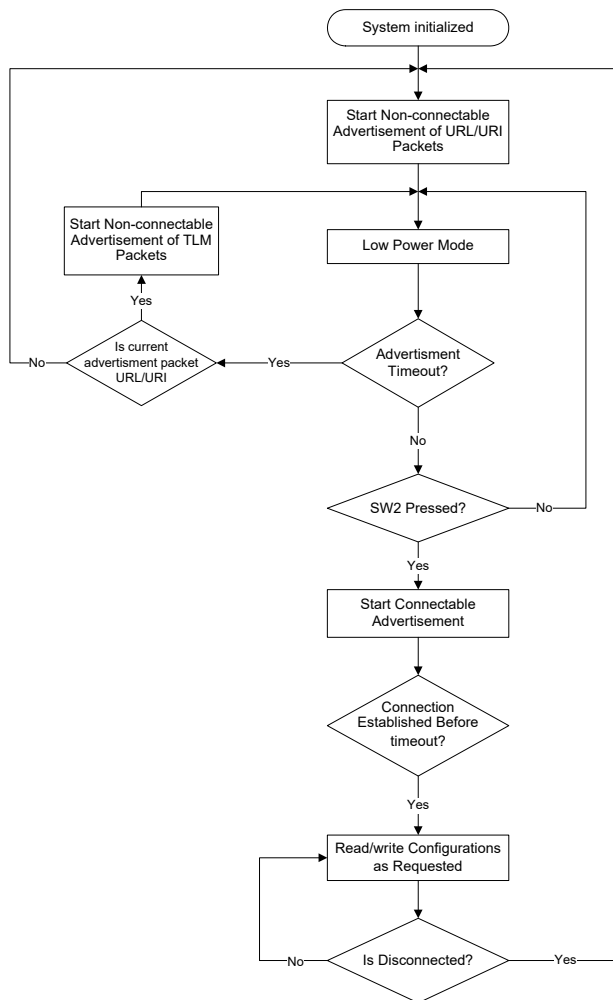 System initialized
Start Non-connectable
Advertisement of URL/URI
Packets
Start Non-connectable
Advertisement of TLM
Packets
Low Power Mode
Yes
Is current
advertisment packet
URL/URI
No
Yes
Advertisment
Timeout?
No
SW2 Pressed?
No
Yes
Start Connectable
Advertisement
Connection
Established Before
timeout?
Yes
Read/write Configurations
as Requested
No
Is Disconnected?
Yes